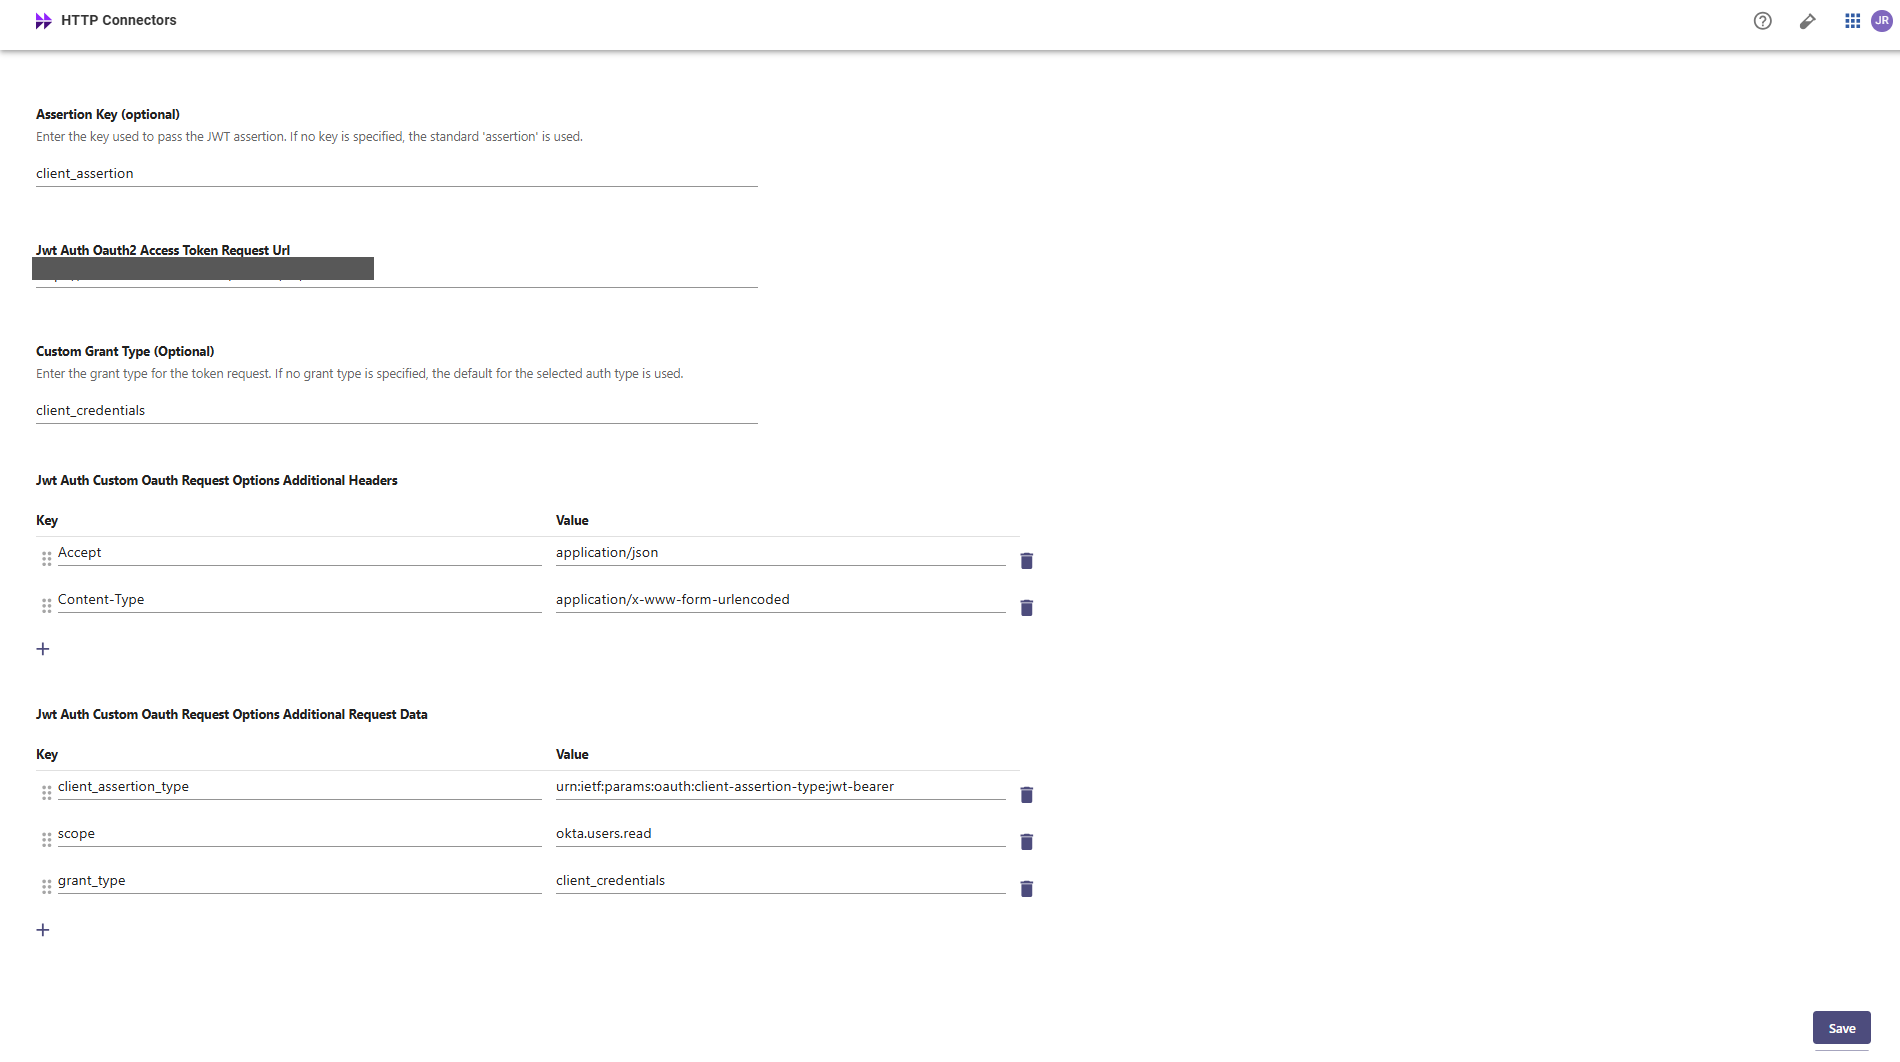 HTTP Connectors
JR
Assertion Key (optional)
Enter the key used to pass the JWT assertion. If no key is specified, the standard 'assertion' is used.
client_assertion
Jwt Auth Oauth2 Access Token Request Url
Custom Grant Type (Optional)
Enter the grant type for the token request. If no grant type is specified, the default for the selected auth type is used.
client_credentials
Jwt Auth Custom Oauth Request Options Additional Headers
Key Value
Accept application/json
Content-Type application/x-www-form-urlencoded
Jwt Auth Custom Oauth Request Options Additional Request Data
Key Value
client_assertion_type urn:ietf:params:oauth:client-assertion-type:jwt-bearer
scope okta.users.read
grant_type client_credentials
Save